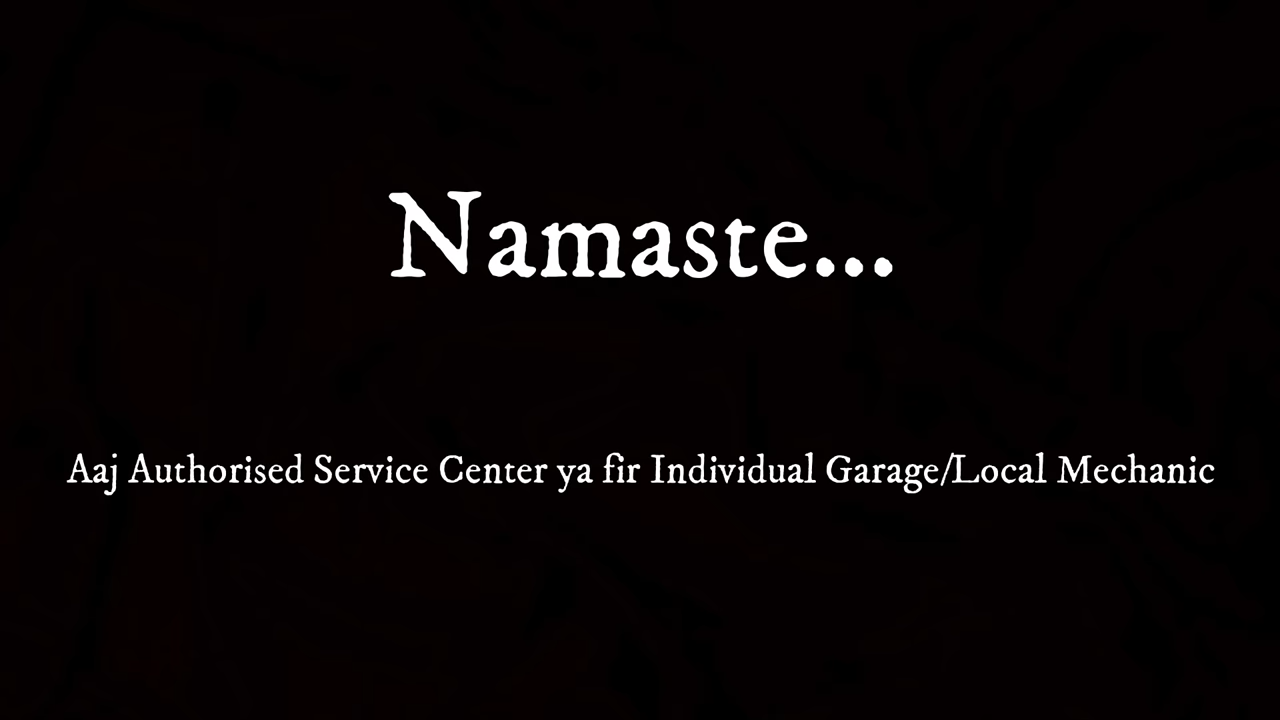 Namaste...
Aaj Authorised Service Center ya fir Individual Garage/Local Mechanic